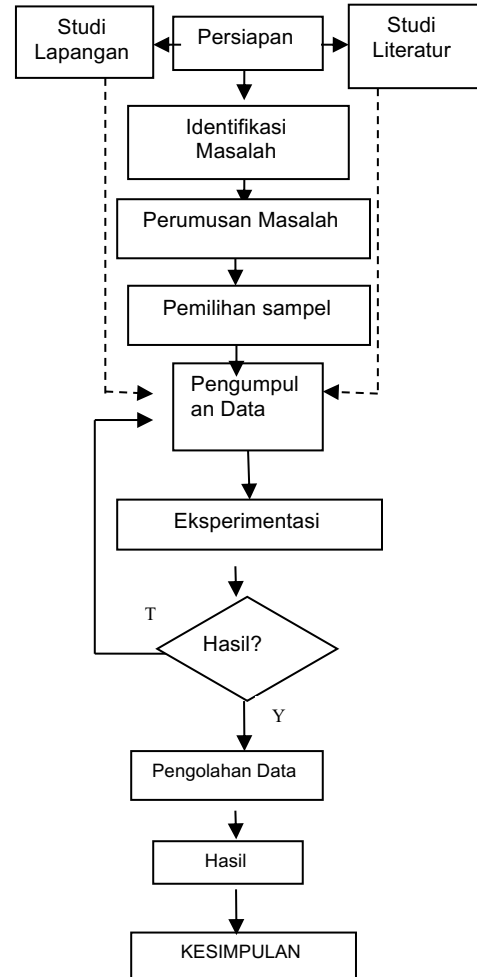 Studi
Lapangan
Persiapan
Studi
Literatur
Identifikasi
Masalah
Perumusan Masalah
Pemilihan sampel
Pengumpul
an Data
Eksperimentasi
T
Hasil?
Y
Pengolahan Data
Hasil
KESIMPULAN